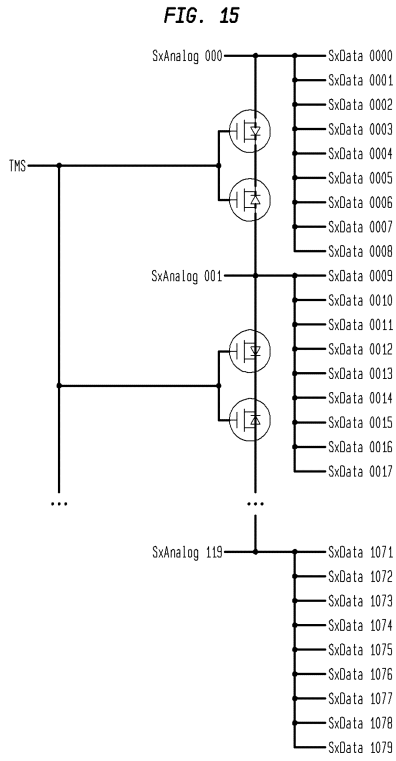 FIG. 15
SxAnalog 000
SxData 0000
SxData 0001
SxData 0002
SxData 0003
SxData 0004
TMS
SxData 0005
SxData 0006
SxData 0007
SxData 0008
SxAnalog 001
SxData 0009
SxData 0010
SxData 0011
SxData 0012
SxData 0013
SxData 0014
SxData 0015
SxData 0016
SxData 0017
...
...
SxAnalog 119
SxData 1071
SxData 1072
SxData 1073
SxData 1074
SxData 1075
SxData 1076
SxData 1077
SxData 1078
SxData 1079